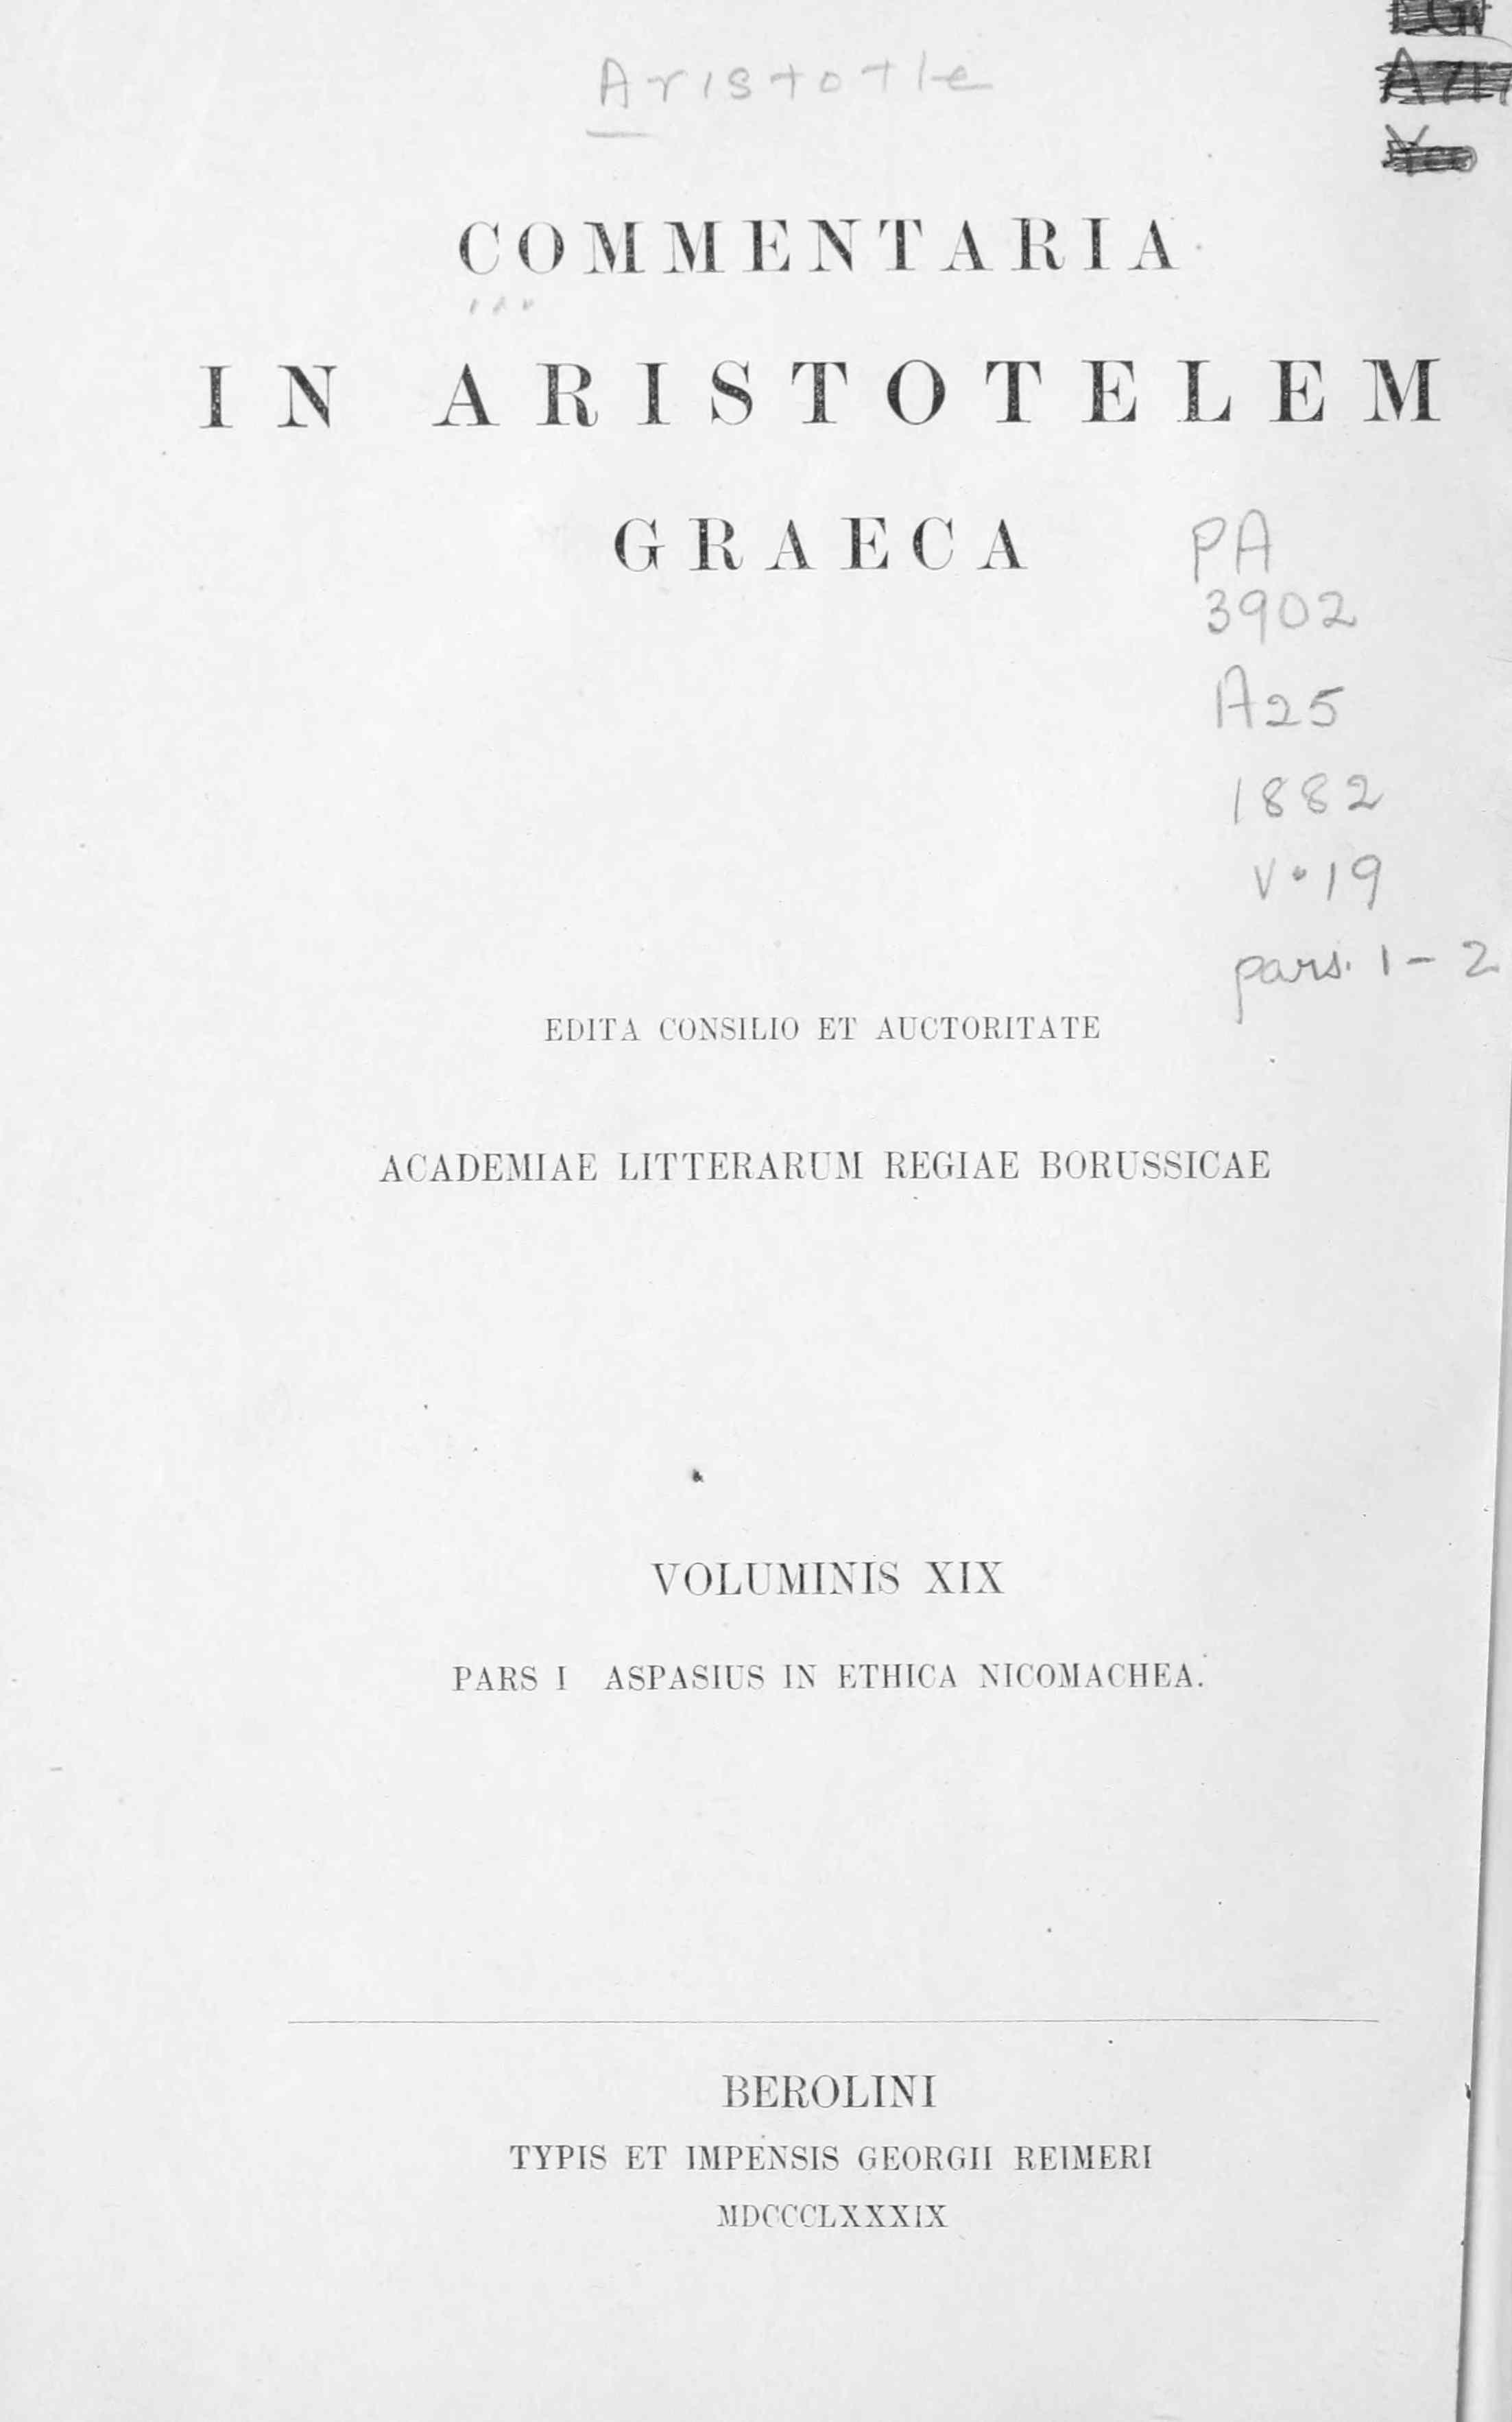 Aristotle
COMMENTARIA
IN ARISTOTELEM
GRAECA
PA
3902
A25
1882
v.19
pars. 1-2
EDITA CONSILIO ET AUCTORITATE
ACADEMIAE LITTERARUM REGIAE BORUSSICAE
VOLUMINIS XIX
PARS I ASPASIUS IN ETHICA NICOMACHEA.
BEROLINI
TYPIS ET IMPENSIS GEORGII REIMERI
MDCCCLXXXIX